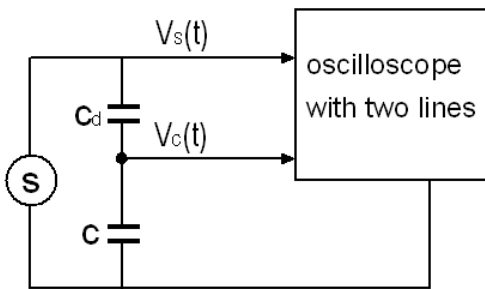 Vs(t)
oscilloscope
with two lines
Cd
Vc(t)
S
C